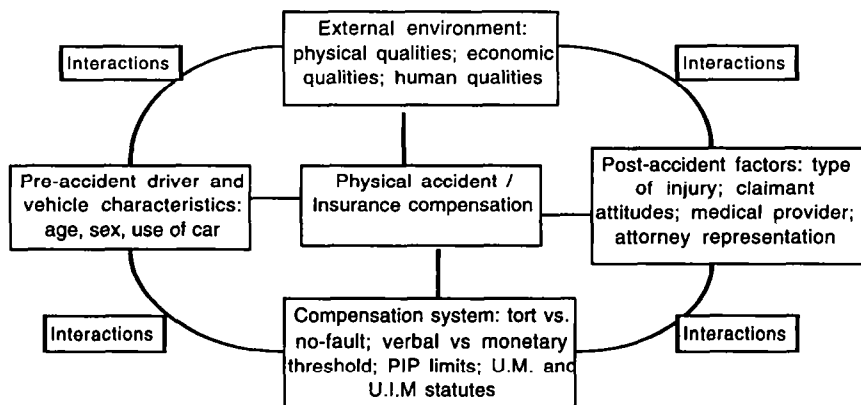 External environment:
physical qualities; economic
qualities; human qualities
Interactions
Interactions
Pre-accident driver and
vehicle characteristics:
age, sex, use of car
Physical accident /
Insurance compensation
Post-accident factors: type
of injury; claimant
attitudes; medical provider;
attorney representation
Interactions
Compensation system: tort vs.
no-fault; verbal vs monetary
threshold; PIP limits; U.M. and
U.I.M statutes
Interactions